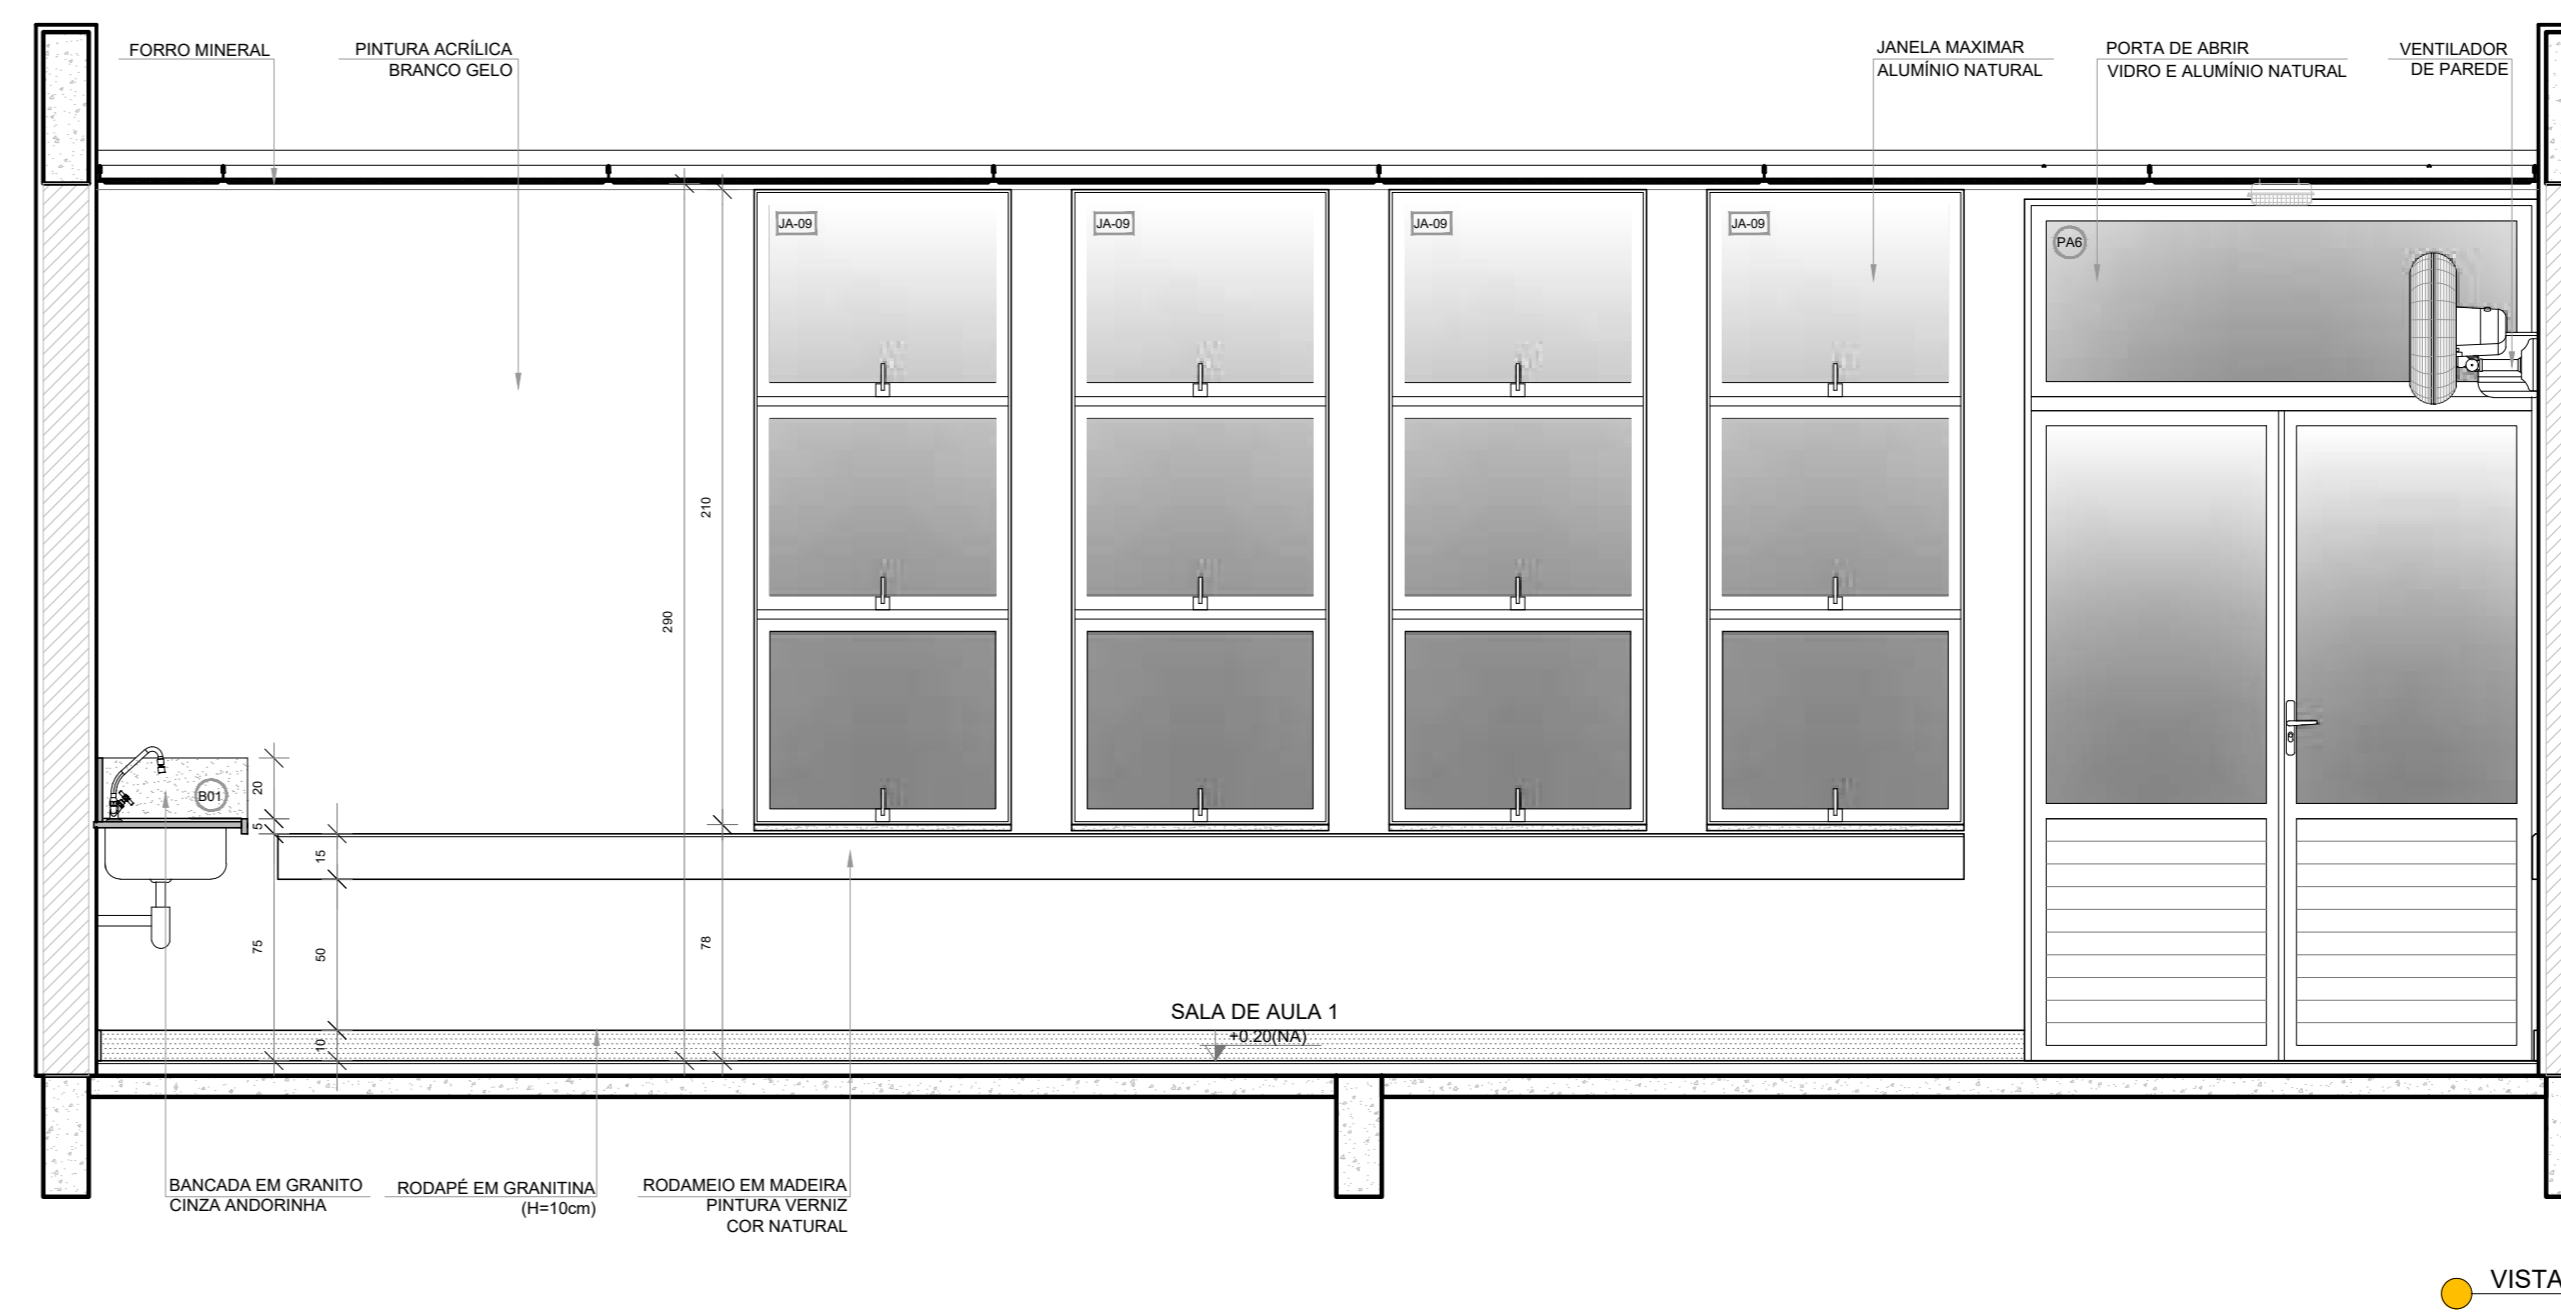 FORRO MINERAL
PINTURA ACRÍLICA
BRANCO GELO
JANELA MAXIMAR
ALUMÍNIO NATURAL
PORTA DE ABRIR
VIDRO E ALUMÍNIO NATURAL
VENTILADOR
DE PAREDE
JA-09
JA-09
JA-09
JA-09
PA6
210
290
B01
20
5
15
75
50
78
10
SALA DE AULA 1
+0.20(NA)
BANCADA EM GRANITO
CINZA ANDORINHA
RODAPÉ EM GRANITINA
(H=10cm)
RODAMEIO EM MADEIRA
PINTURA VERNIZ
COR NATURAL
VISTA